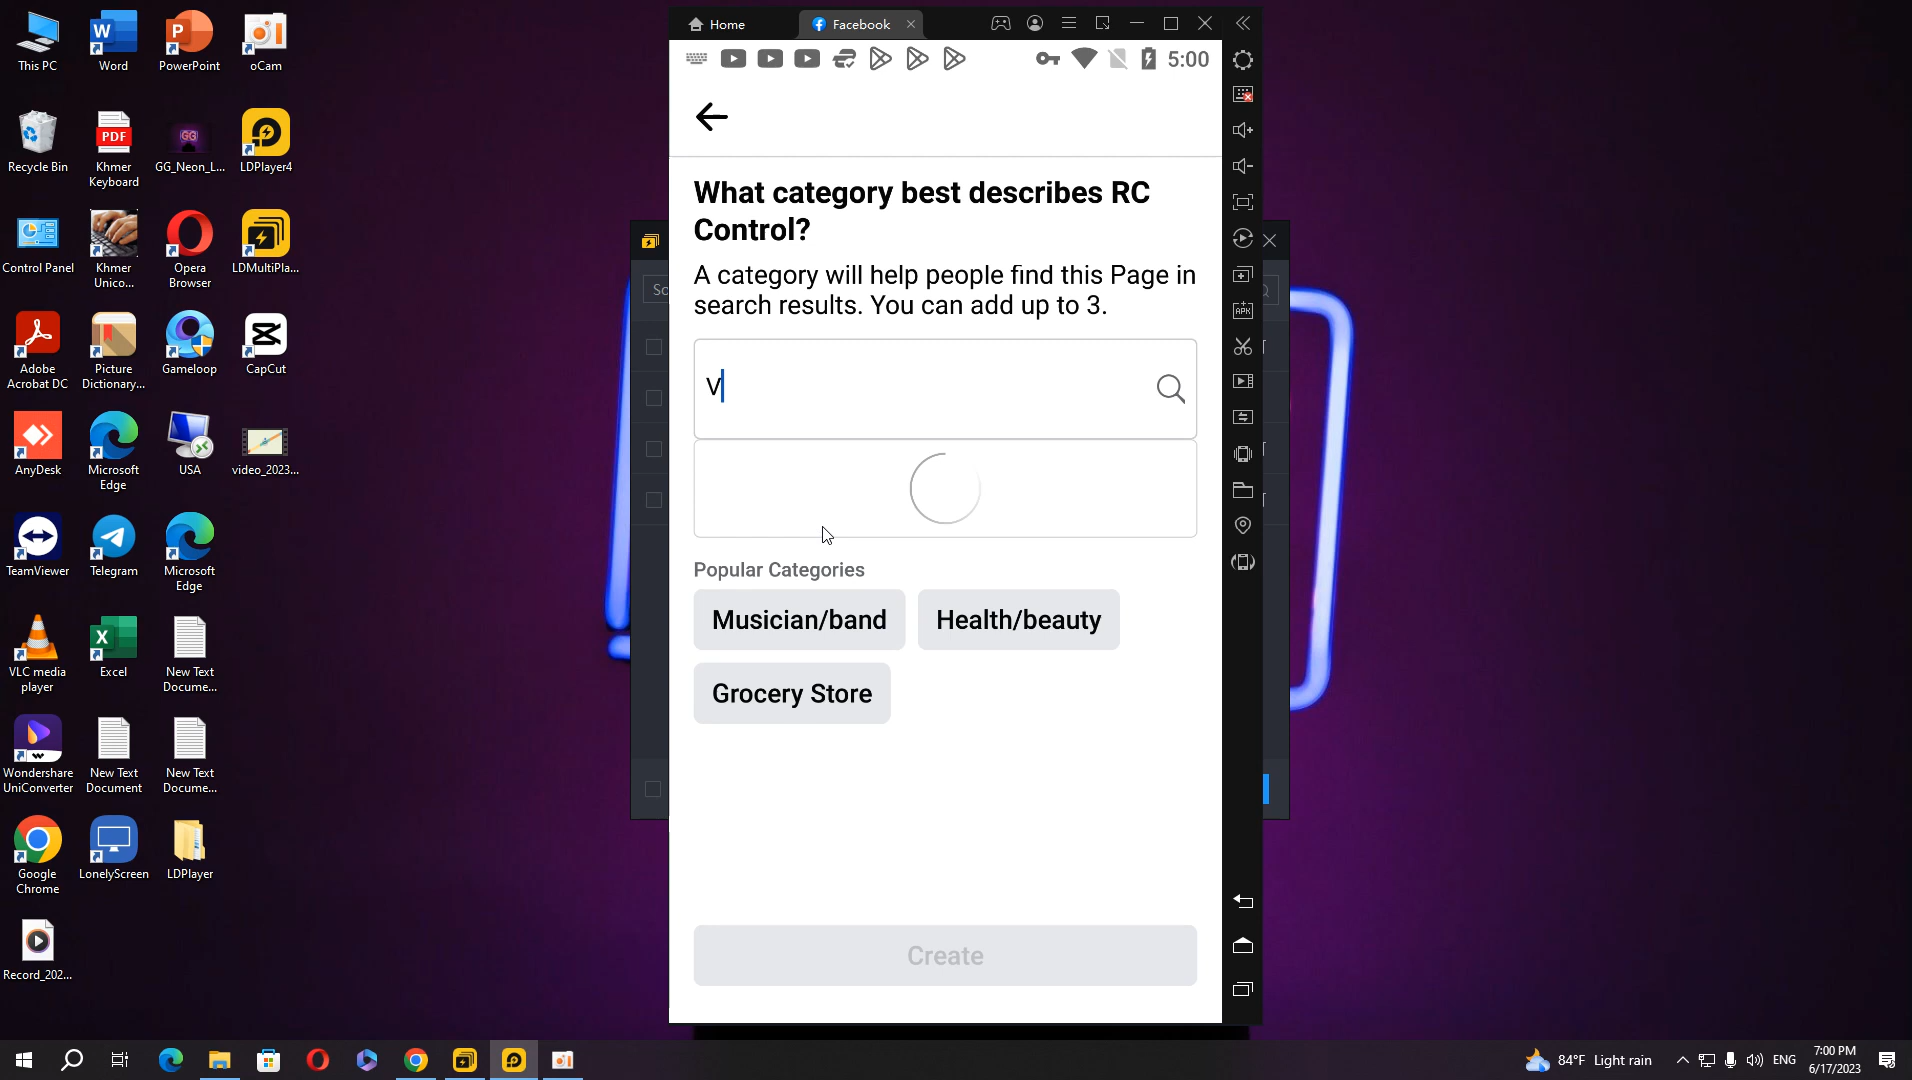 This PC
Word
PowerPoint
oCam
Recycle Bin
Khmer
Keyboard
GG_Neon_L...
LDPlayer4
Control Panel
Khmer
Unico...
Opera
Browser
LDMultiPla...
Adobe
Acrobat DC
Picture
Dictionary...
Gameloop
CapCut
AnyDesk
Microsoft
Edge
USA
video_2023...
TeamViewer
Telegram
Microsoft
Edge
VLC media
player
Excel
New Text
Docume...
Wondershare
UniConverter
New Text
Document
New Text
Docume...
Google
Chrome
LonelyScreen
LDPlayer
Record_202...
PDF
GG
Home
Facebook
5:00
What category best describes RC
Control?
A category will help people find this Page in
search results. You can add up to 3.
V
Popular Categories
Musician/band
Health/beauty
Grocery Store
Create
Sc
APK
84°F Light rain
ENG
7:00 PM
6/17/2023